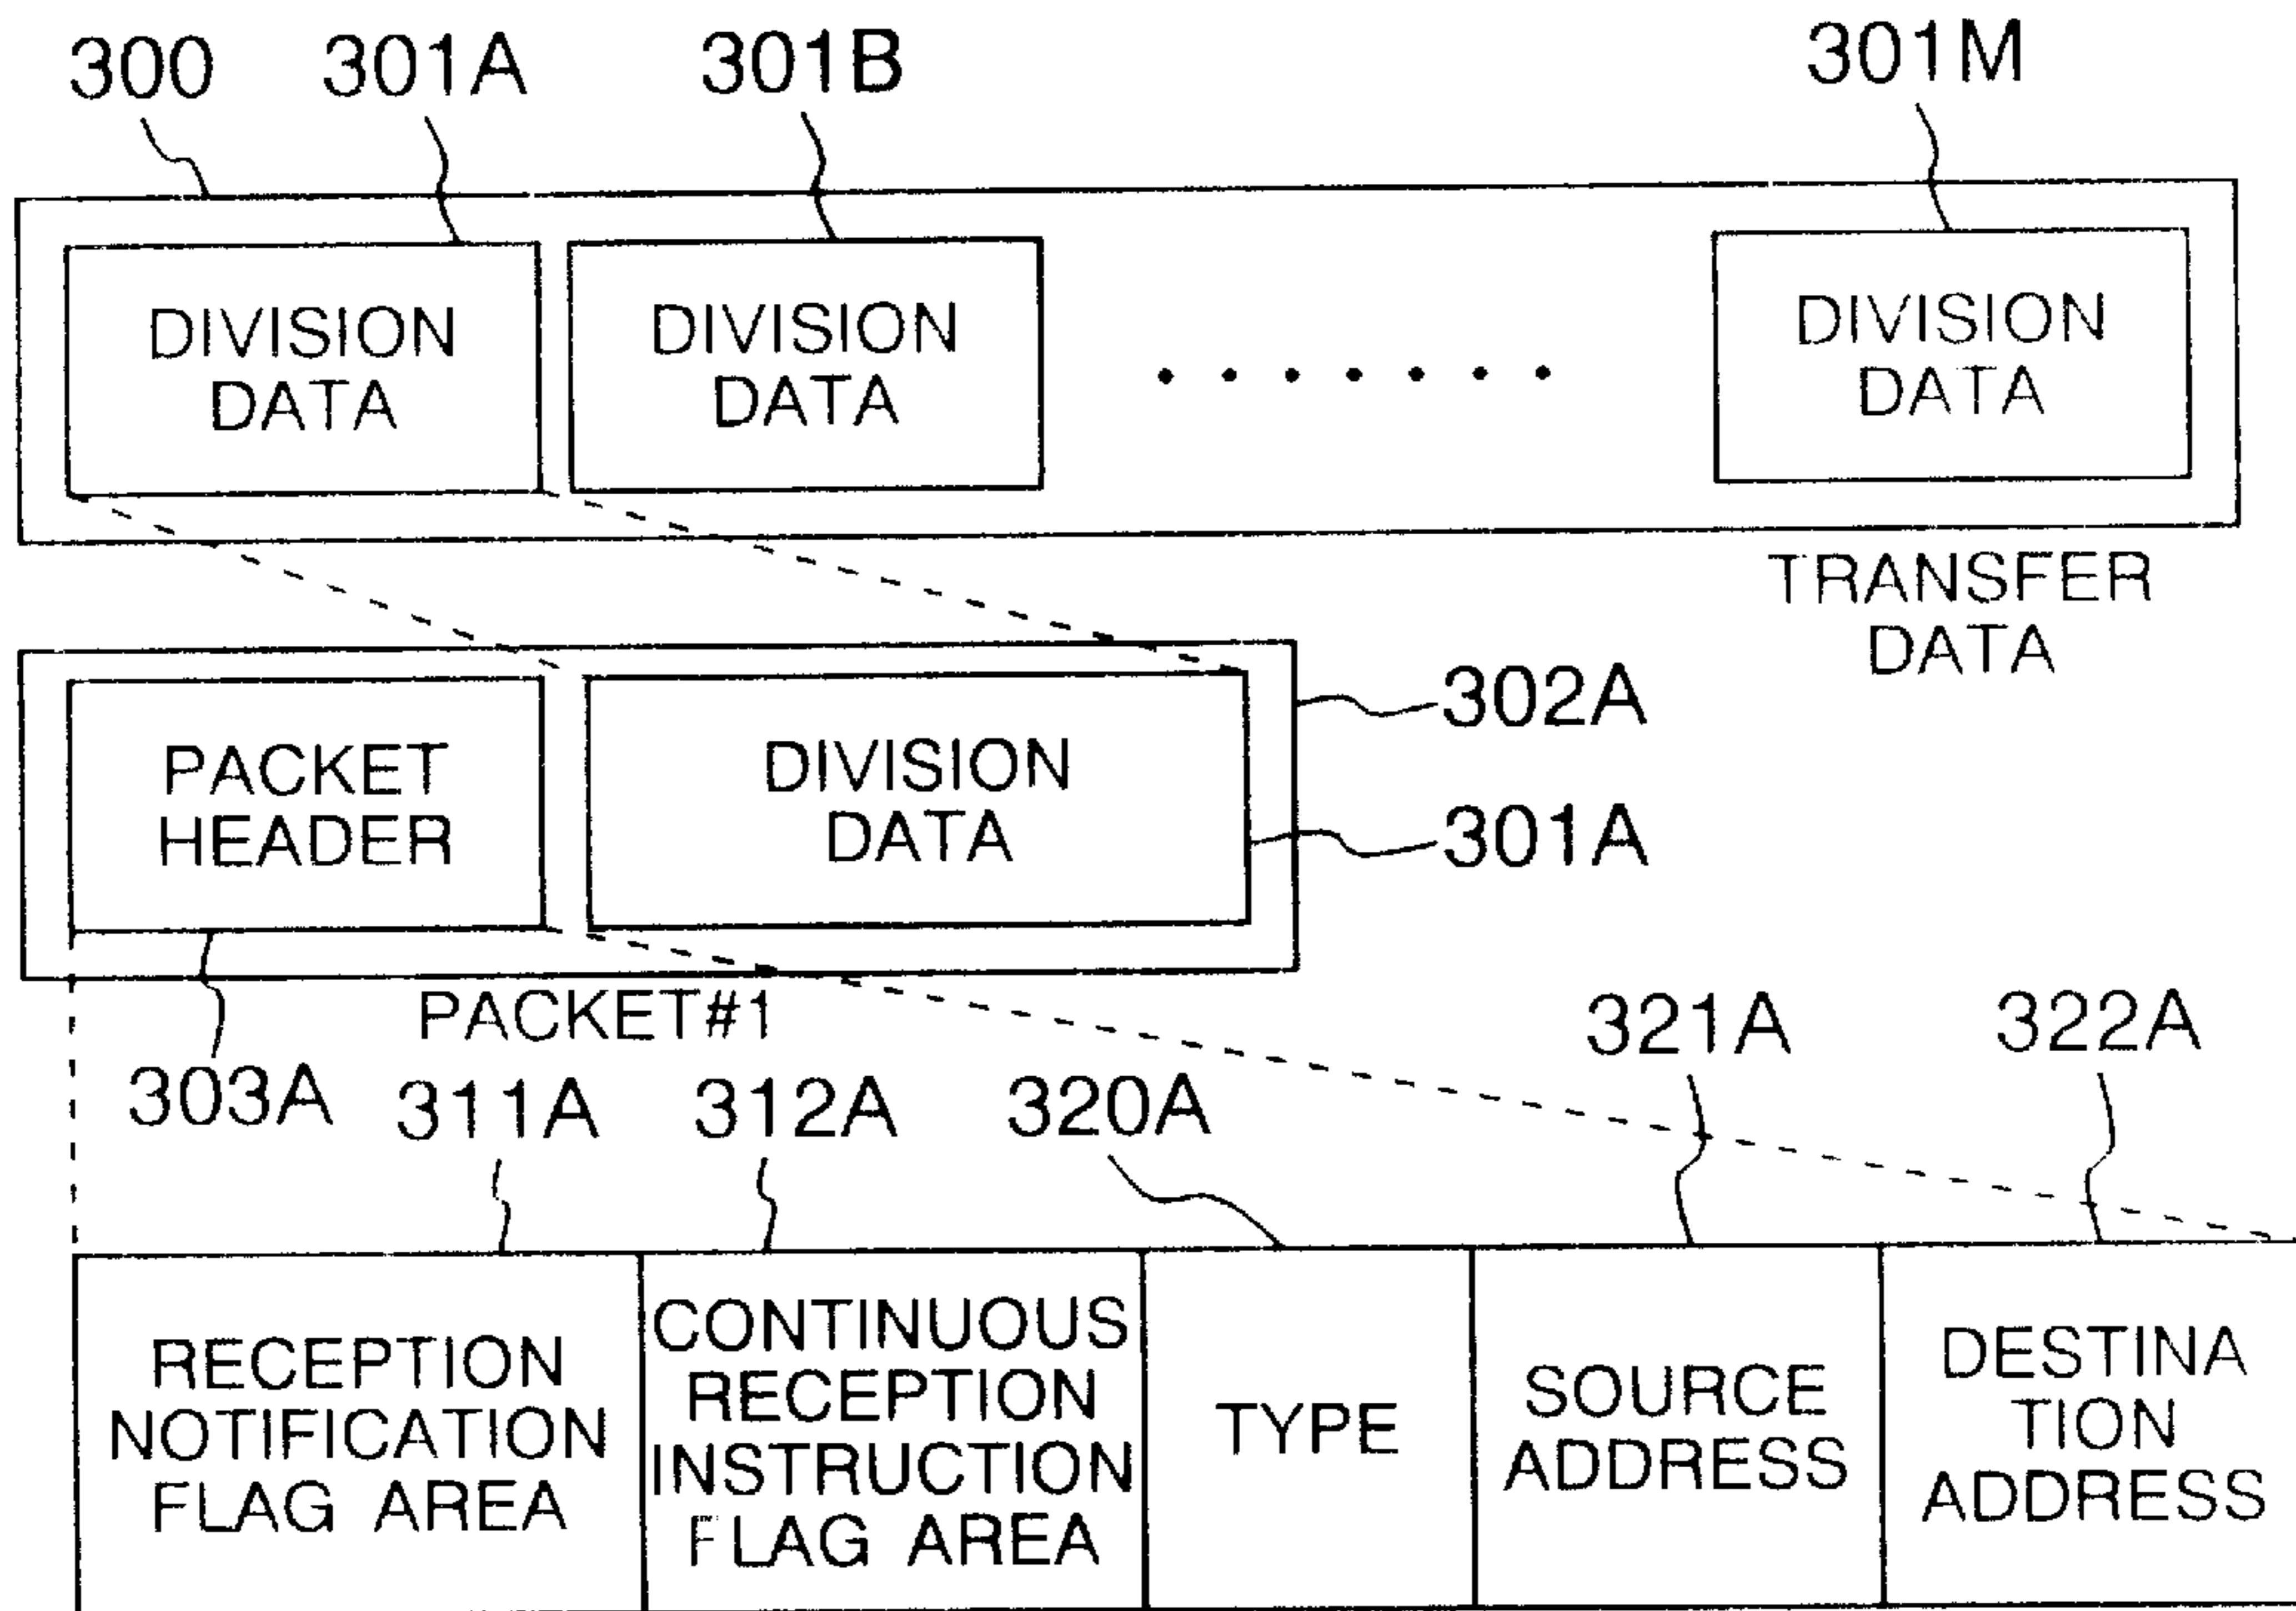 300
301A
301B
301M
DIVISION
DATA
DIVISION
DATA
DIVISION
DATA
TRANSFER
DATA
PACKET
HEADER
DIVISION
DATA
302A
301A
PACKET#1
303A
311A
312A
320A
321A
322A
RECEPTION
NOTIFICATION
FLAG AREA
CONTINUOUS
RECEPTION
INSTRUCTION
FLAG AREA
TYPE
SOURCE
ADDRESS
DESTINA
TION
ADDRESS